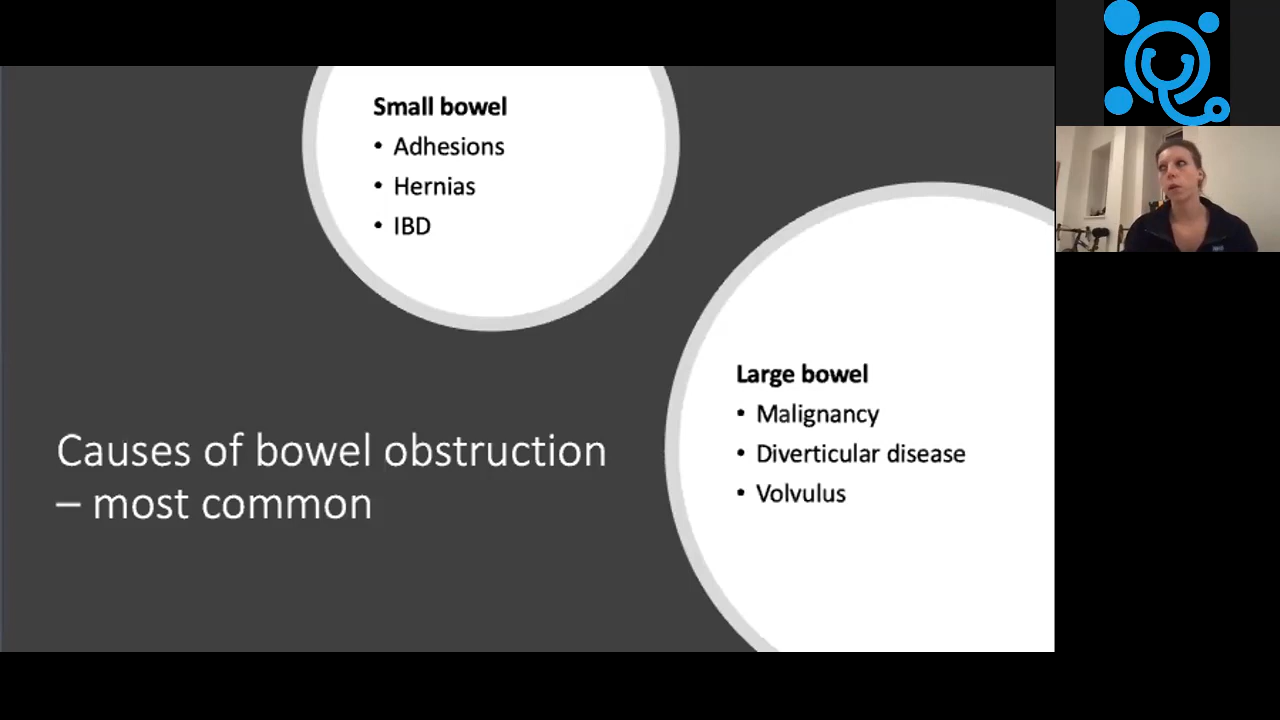 Small bowel
• Adhesions
• Hernias
• IBD
Large bowel
• Malignancy
• Diverticular disease
• Volvulus
Causes of bowel obstruction
– most common